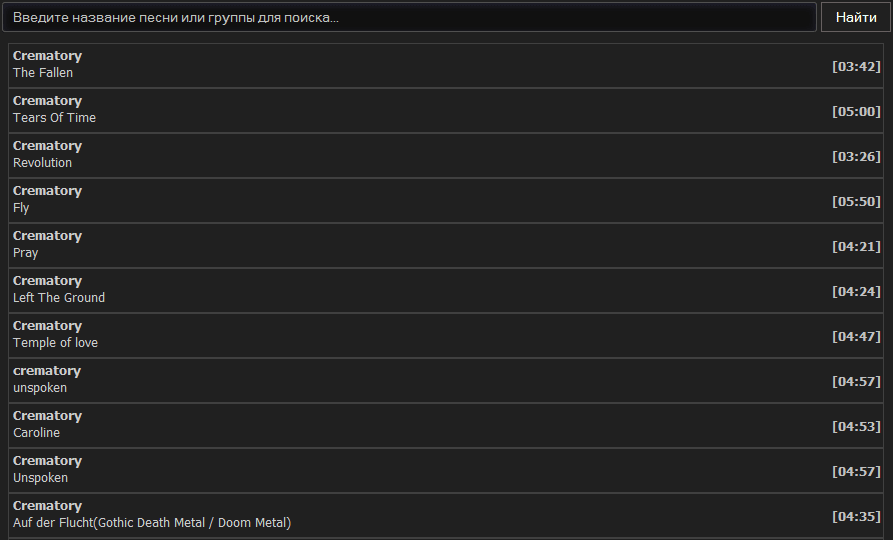 Введите название песни или группы для поиска...
Найти
Crematory
The Fallen
[03:42]
Crematory
Tears Of Time
[05:00]
Crematory
Revolution
[03:26]
Crematory
Fly
[05:50]
Crematory
Pray
[04:21]
Crematory
Left The Ground
[04:24]
Crematory
Temple of love
[04:47]
crematory
unspoken
[04:57]
Crematory
Caroline
[04:53]
Crematory
Unspoken
[04:57]
Crematory
Auf der Flucht(Gothic Death Metal / Doom Metal)
[04:35]